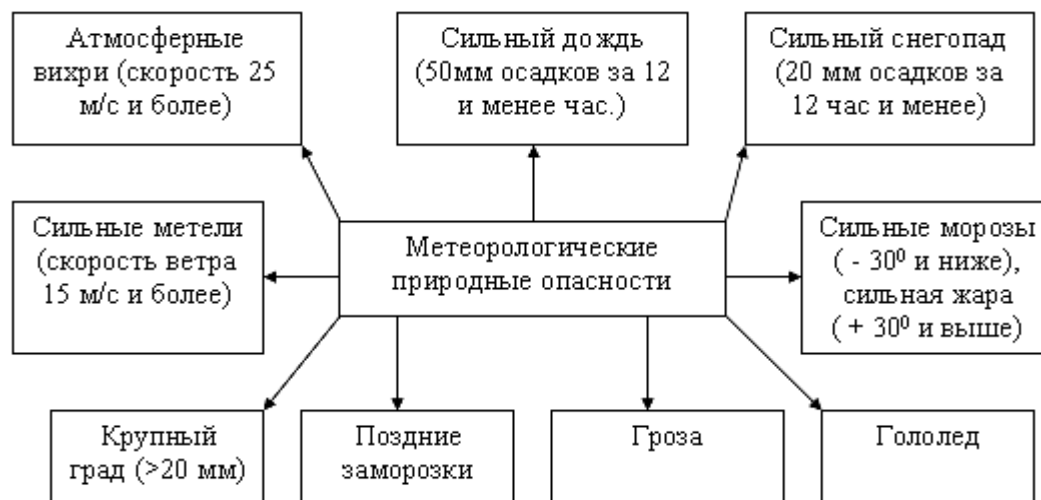 Атмосферные
вихри (скорость 25
м/с и более)
Сильный дождь
(50мм осадков за 12
и менее час.)
Сильный снегопад
(20 мм осадков за
12 час и менее)
Сильные метели
(скорость ветра
15 м/с и более)
Метеорологические
природные опасности
Сильные морозы
( - 30⁰ и ниже),
сильная жара
( + 30⁰ и выше)
Крупный
град (>20 мм)
Поздние
заморозки
Гроза
Гололед